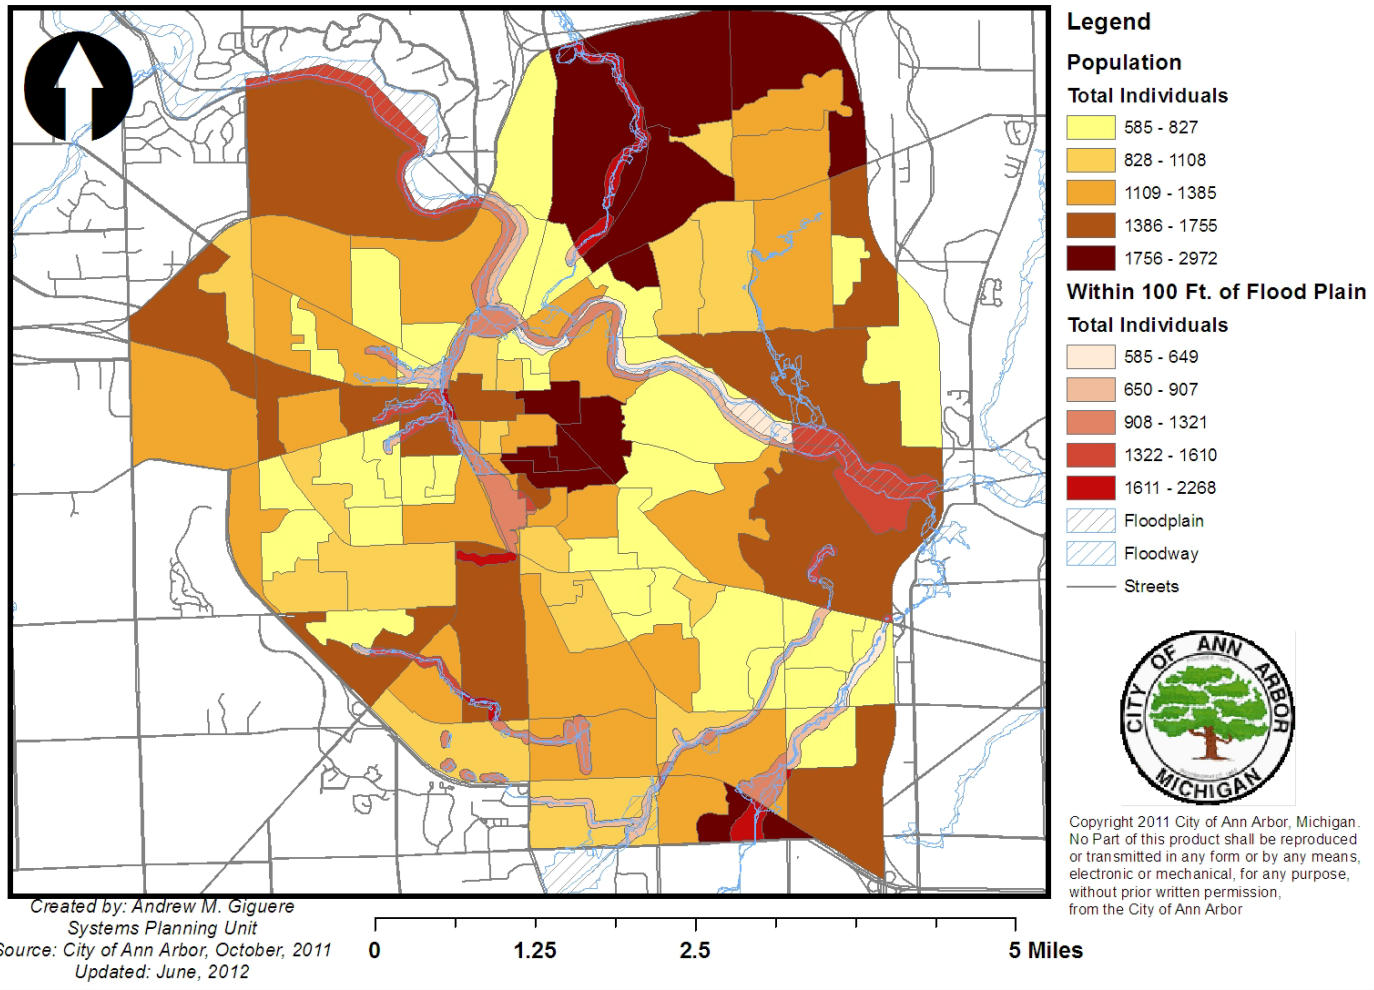 Legend
Population
Total Individuals
585 - 827
828 - 1108
1109 - 1385
1386 - 1755
1756 - 2972
Within 100 Ft. of Flood Plain
Total Individuals
585 - 649
650 - 907
908 - 1321
1322 - 1610
1611 - 2268
Floodplain
Floodway
Streets
CITY OF ANN ARBOR
MICHIGAN
Copyright 2011 City of Ann Arbor, Michigan.
No Part of this product shall be reproduced
or transmitted in any form or by any means,
electronic or mechanical, for any purpose,
without prior written permission,
from the City of Ann Arbor
Created by: Andrew M. Giguere
Systems Planning Unit
Source: City of Ann Arbor, October, 2011
Updated: June, 2012
0 1.25 2.5 5 Miles